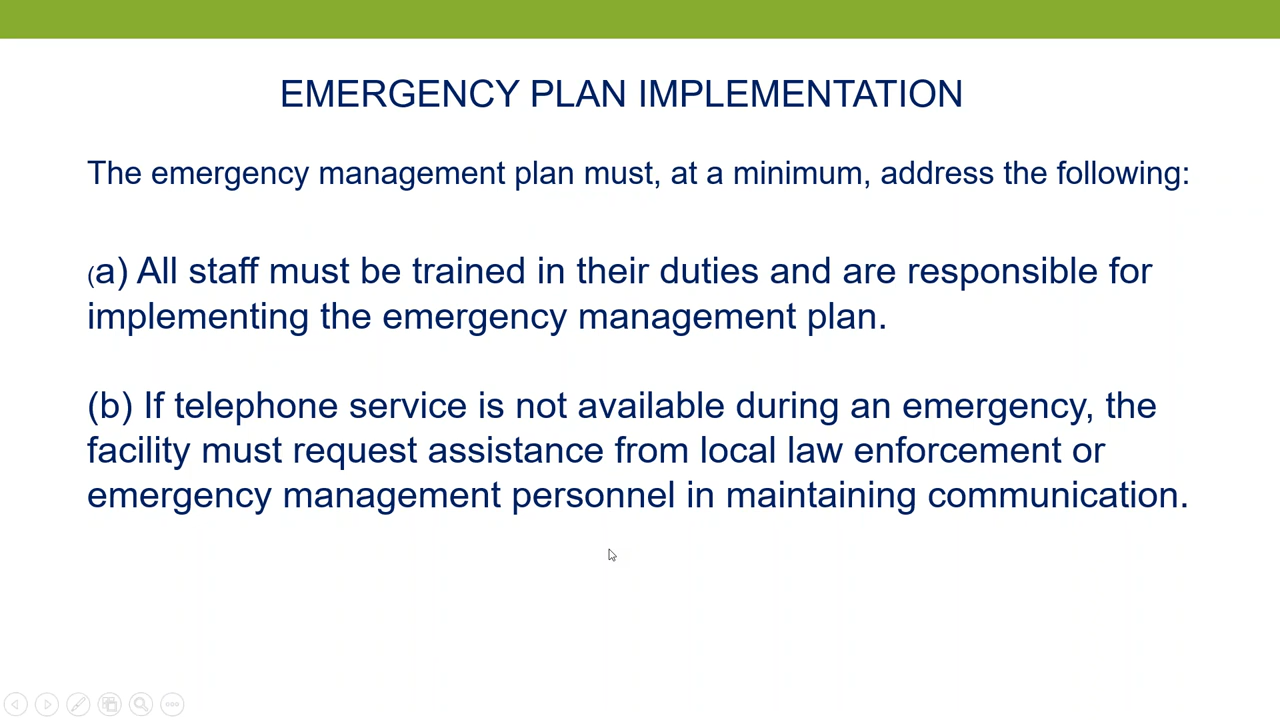 EMERGENCY PLAN IMPLEMENTATION
The emergency management plan must, at a minimum, address the following:
(a) All staff must be trained in their duties and are responsible for
implementing the emergency management plan.
(b) If telephone service is not available during an emergency, the
facility must request assistance from local law enforcement or
emergency management personnel in maintaining communication.